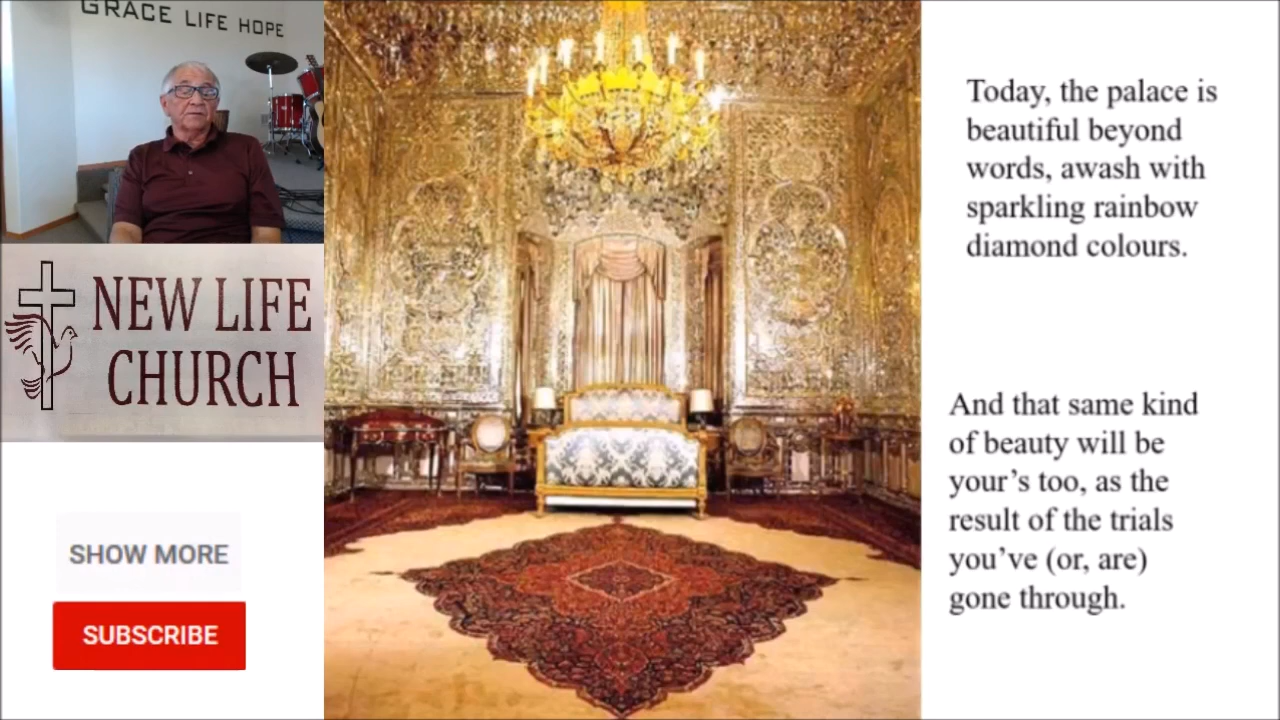 GRACE LIFE HOPE
NEW LIFE
CHURCH
SHOW MORE
SUBSCRIBE
Today, the palace is
beautiful beyond
words, awash with
sparkling rainbow
diamond colours.
And that same kind
of beauty will be
your’s too, as the
result of the trials
you’ve (or, are)
gone through.